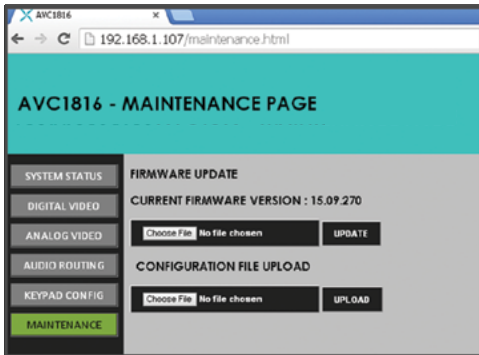 AVC1816
192.168.1.107/maintenance.html
AVC1816 - MAINTENANCE PAGE
SYSTEM STATUS
DIGITAL VIDEO
ANALOG VIDEO
AUDIO ROUTING
KEYPAD CONFIG
MAINTENANCE
FIRMWARE UPDATE
CURRENT FIRMWARE VERSION : 15.09.270
Choose File No file chosen UPDATE
CONFIGURATION FILE UPLOAD
Choose File No file chosen UPLOAD